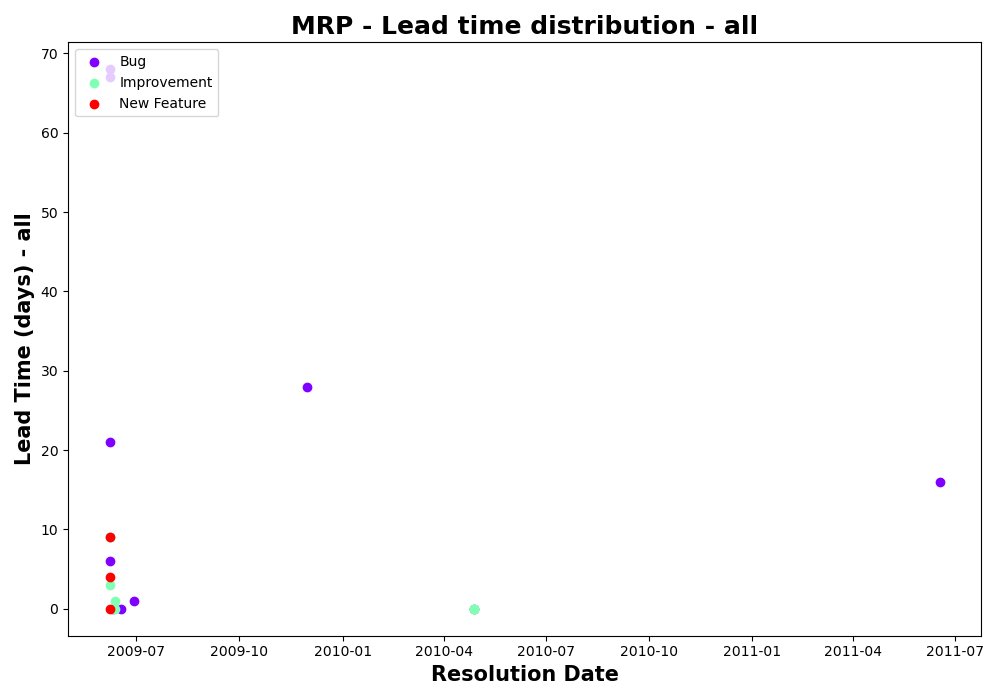 MRP - Lead time distribution - all
Lead Time (days) - all
70
60
50
40
30
20
10
0
Bug
Improvement
New Feature
2009-07 2009-10 2010-01 2010-04 2010-07 2010-10 2011-01 2011-04 2011-07
Resolution Date